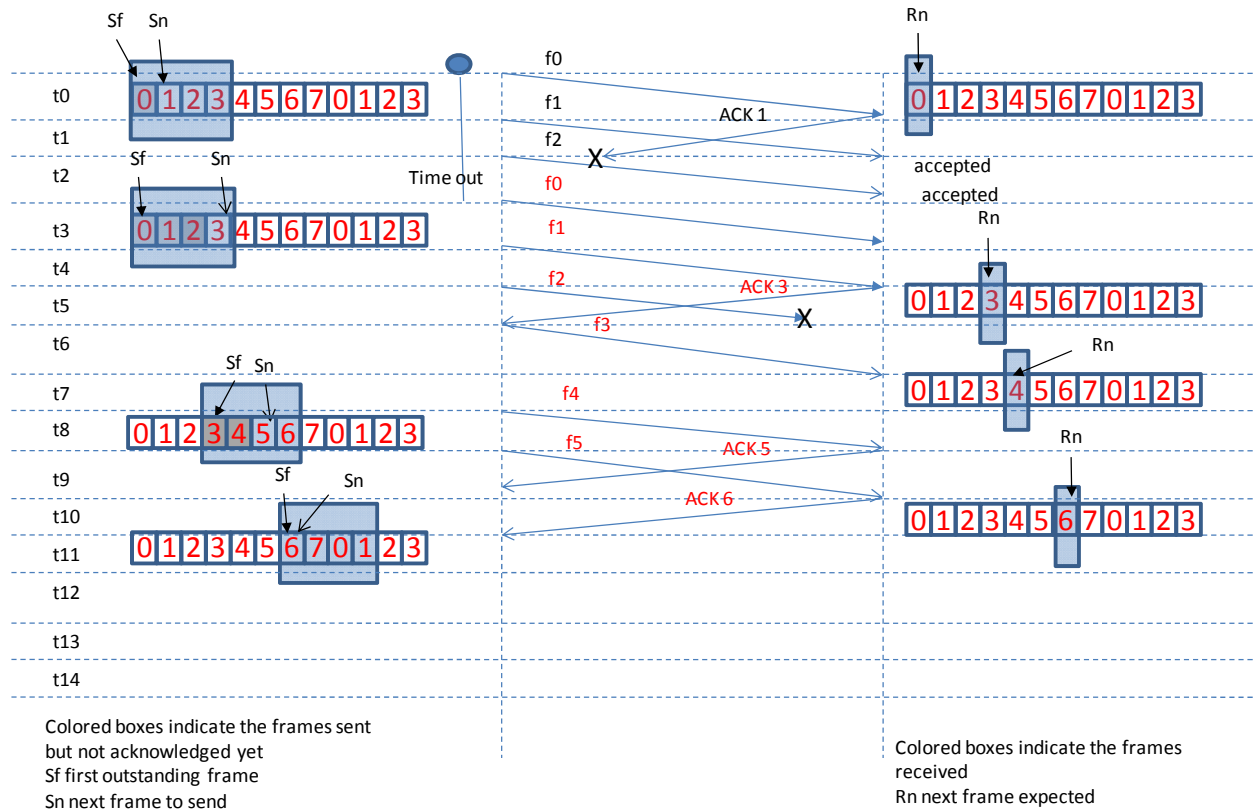 Sf Sn
Rn
f0
t0
0 1 2 3 4 5 6 7 0 1 2 3
f1
ACK 1
0 1 2 3 4 5 6 7 0 1 2 3
t1
f2
X
Sf Sn
accepted
t2
Time out
f0
accepted
Rn
t3
0 1 2 3 4 5 6 7 0 1 2 3
f1
t4
f2
ACK 3
t5
0 1 2 3 4 5 6 7 0 1 2 3
X
f3
t6
Rn
Sf Sn
t7
f4
0 1 2 3 4 5 6 7 0 1 2 3
t8
0 1 2 3 4 5 6 7 0 1 2 3
f5
ACK 5
Rn
Sf Sn
t9
ACK 6
t10
0 1 2 3 4 5 6 7 0 1 2 3
t11
0 1 2 3 4 5 6 7 0 1 2 3
t12
t13
t14
Colored boxes indicate the frames sent
but not acknowledged yet
Sf first outstanding frame
Sn next frame to send
Colored boxes indicate the frames
received
Rn next frame expected